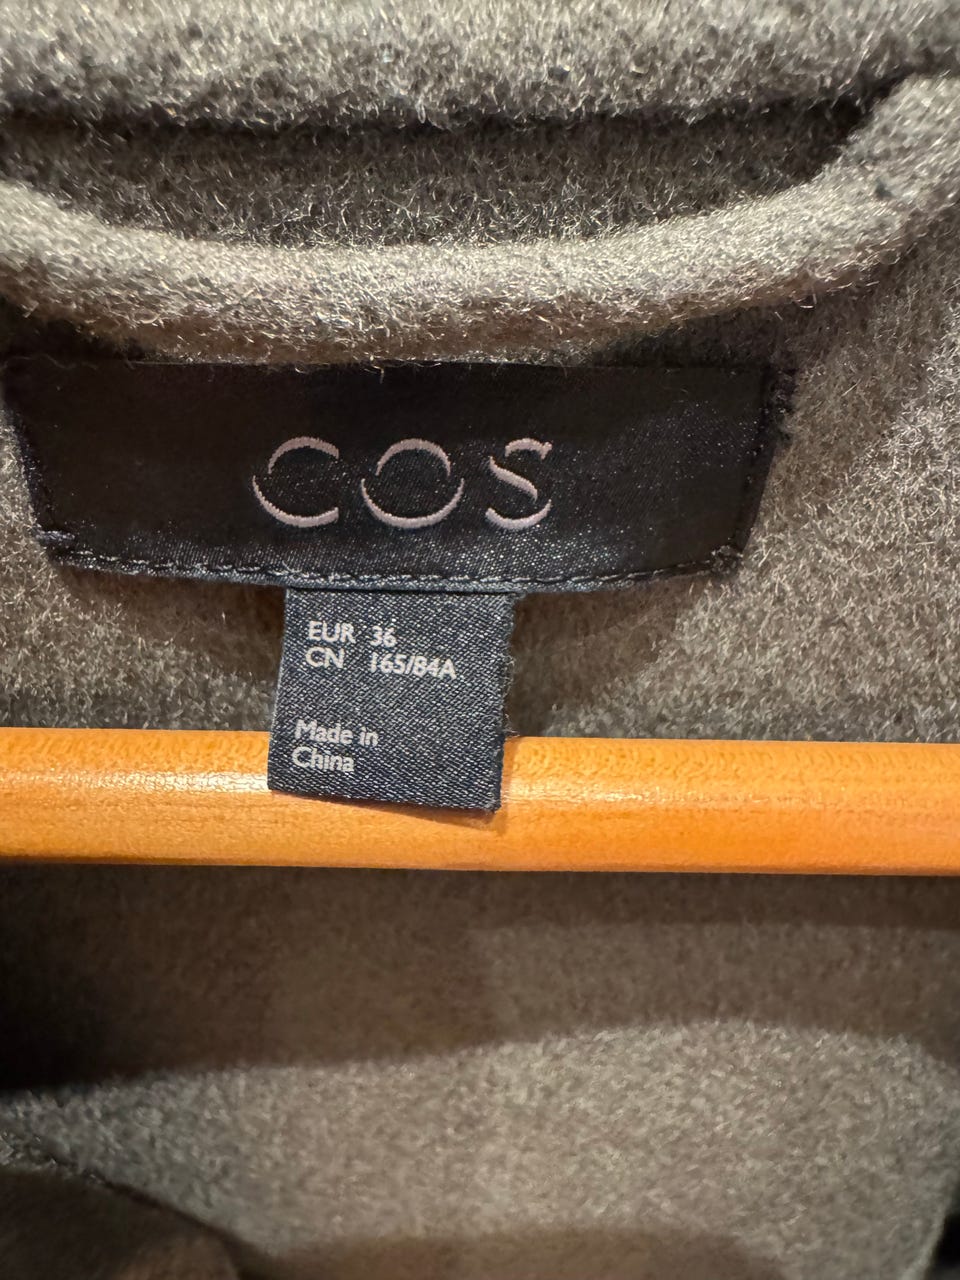 COS
EUR 36
CN 165/84A
Made in
China